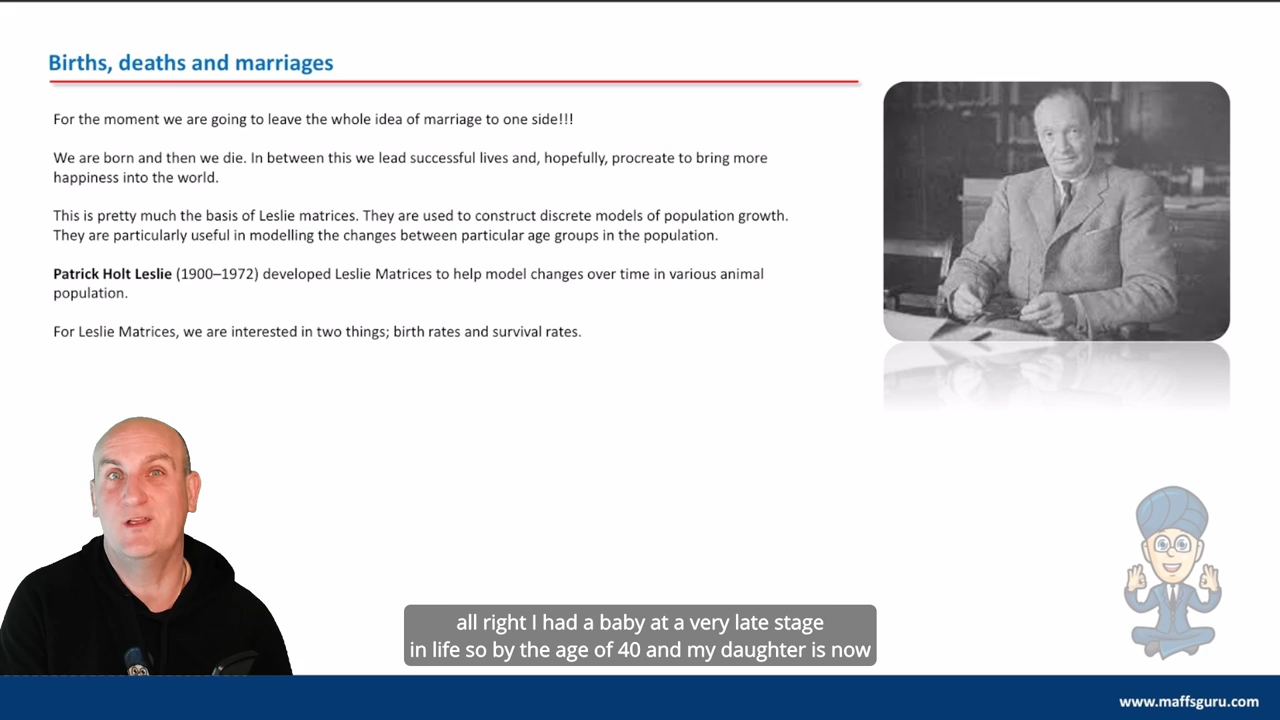 Births, deaths and marriages
For the moment we are going to leave the whole idea of marriage to one side!!!
We are born and then we die. In between this we lead successful lives and, hopefully, procreate to bring more
happiness into the world.
This is pretty much the basis of Leslie matrices. They are used to construct discrete models of population growth.
They are particularly useful in modelling the changes between particular age groups in the population.
Patrick Holt Leslie (1900–1972) developed Leslie Matrices to help model changes over time in various animal
population.
For Leslie Matrices, we are interested in two things; birth rates and survival rates.
all right I had a baby at a very late stage
in life so by the age of 40 and my daughter is now
www.maffsguru.com